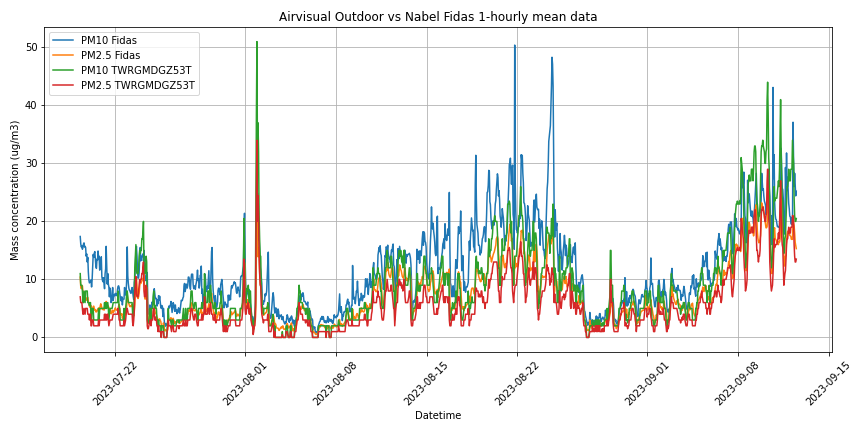 Airvisual Outdoor vs Nabel Fidas 1-hourly mean data
PM10 Fidas
PM2.5 Fidas
PM10 TWRGMDGZ53T
PM2.5 TWRGMDGZ53T
Mass concentration (ug/m3)
50
40
30
20
10
0
2023-07-22
2023-08-01
2023-08-08
2023-08-15
2023-08-22
2023-09-01
2023-09-08
2023-09-15
Datetime